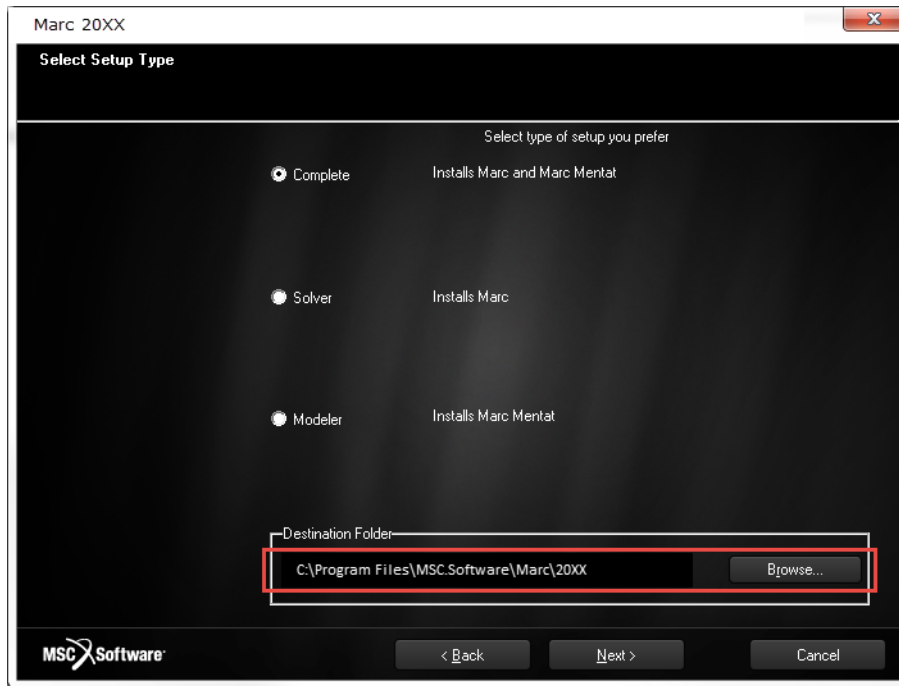 Marc 20XX
Select Setup Type
Select type of setup you prefer
Complete Installs Marc and Marc Mentat
Solver Installs Marc
Modeler Installs Marc Mentat
Destination Folder
C:\Program Files\MSC.Software\Marc\20XX Browse...
MSC Software < Back Next > Cancel